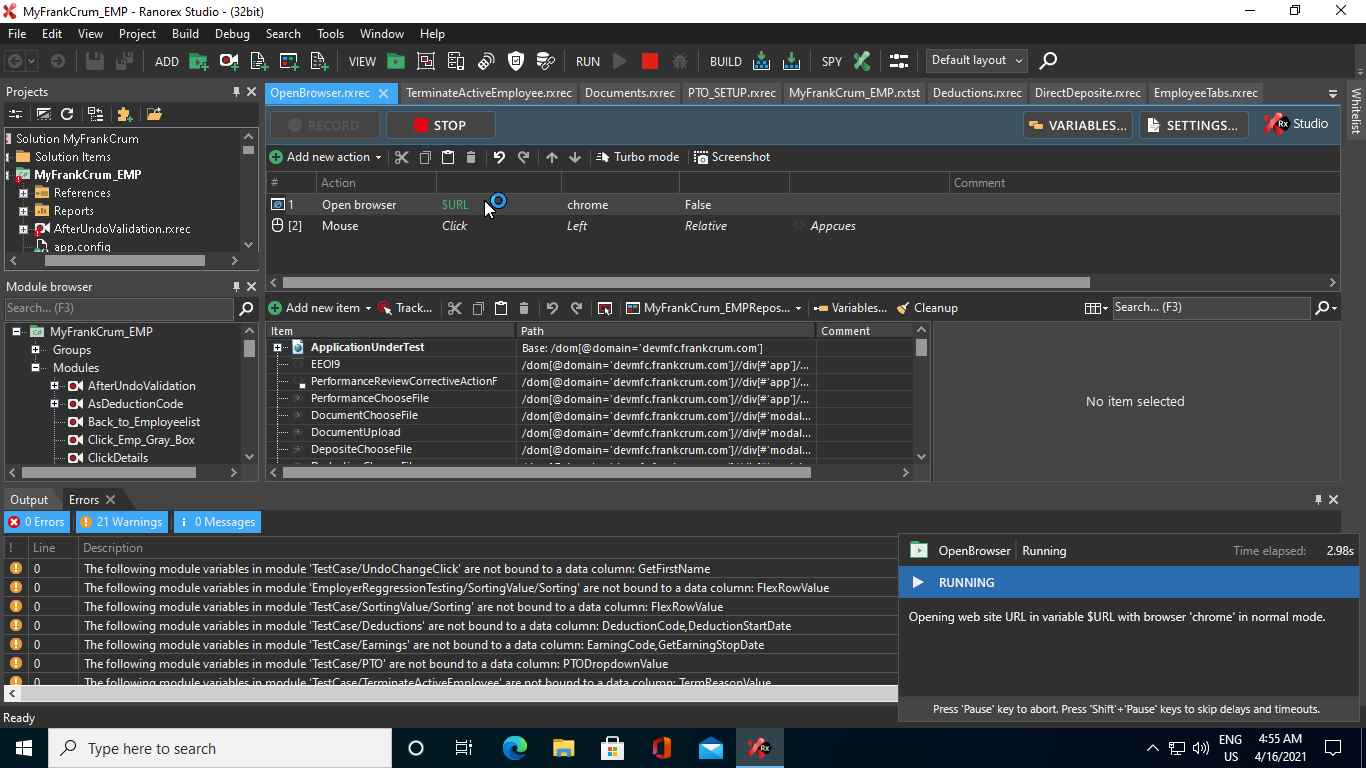 MyFrankCrum_EMP - Ranorex Studio - (32bit)
File Edit View Project Build Debug Search Tools Window Help
ADD VIEW RUN BUILD SPY Default layout
Projects
Solution MyFrankCrum
Solution Items
MyFrankCrum_EMP
References
Reports
AfterUndoValidation.rxrec
app.config
Module browser
Search... (F3)
MyFrankCrum_EMP
Groups
Modules
AfterUndoValidation
AsDeductionCode
Back_to_Employeelist
Click_Emp_Gray_Box
ClickDetails
OpenBrowser.rxrec TerminateActiveEmployee.rxrec Documents.rxrec PTO_SETUP.rxrec MyFrankCrum_EMP.rxtst Deductions.rxrec DirectDeposite.rxrec EmployeeTabs.rxrec
Whitelist
RECORD STOP VARIABLES... SETTINGS... Rx Studio
Add new action Turbo mode Screenshot
# Action Comment
1 Open browser $URL chrome False
[2] Mouse Click Left Relative Appcues
Add new item Track... MyFrankCrum_EMPRepos... Variables... Cleanup Search... (F3)
Item Path Comment
ApplicationUnderTest Base: /dom[@domain='devmfc.frankcrum.com']
EEOI9 /dom[@domain='devmfc.frankcrum.com']//div[#'app']/...
PerformanceReviewCorrectiveActionF /dom[@domain='devmfc.frankcrum.com']//div[#'app']/...
PerformanceChooseFile /dom[@domain='devmfc.frankcrum.com']//div[#'app']/...
DocumentChooseFile /dom[@domain='devmfc.frankcrum.com']//div[#'modal...
DocumentUpload /dom[@domain='devmfc.frankcrum.com']//div[#'modal...
DepositeChooseFile /dom[@domain='devmfc.frankcrum.com']//div[#'modal...
No item selected
Output Errors
0 Errors 21 Warnings 0 Messages
! Line Description
0 The following module variables in module 'TestCase/UndoChangeClick' are not bound to a data column: GetFirstName
0 The following module variables in module 'EmployerReggressionTesting/SortingValue/Sorting' are not bound to a data column: FlexRowValue
0 The following module variables in module 'TestCase/SortingValue/Sorting' are not bound to a data column: FlexRowValue
0 The following module variables in module 'TestCase/Deductions' are not bound to a data column: DeductionCode,DeductionStartDate
0 The following module variables in module 'TestCase/Earnings' are not bound to a data column: EarningCode,GetEarningStopDate
0 The following module variables in module 'TestCase/PTO' are not bound to a data column: PTODropdownValue
0 The following module variables in module 'TestCase/TerminateActiveEmployee' are not bound to a data column: TermReasonValue
OpenBrowser Running Time elapsed: 2.98s
RUNNING
Opening web site URL in variable $URL with browser 'chrome' in normal mode.
Press 'Pause' key to abort. Press 'Shift'+'Pause' keys to skip delays and timeouts.
Ready
Type here to search
ENG
US
4:55 AM
4/16/2021